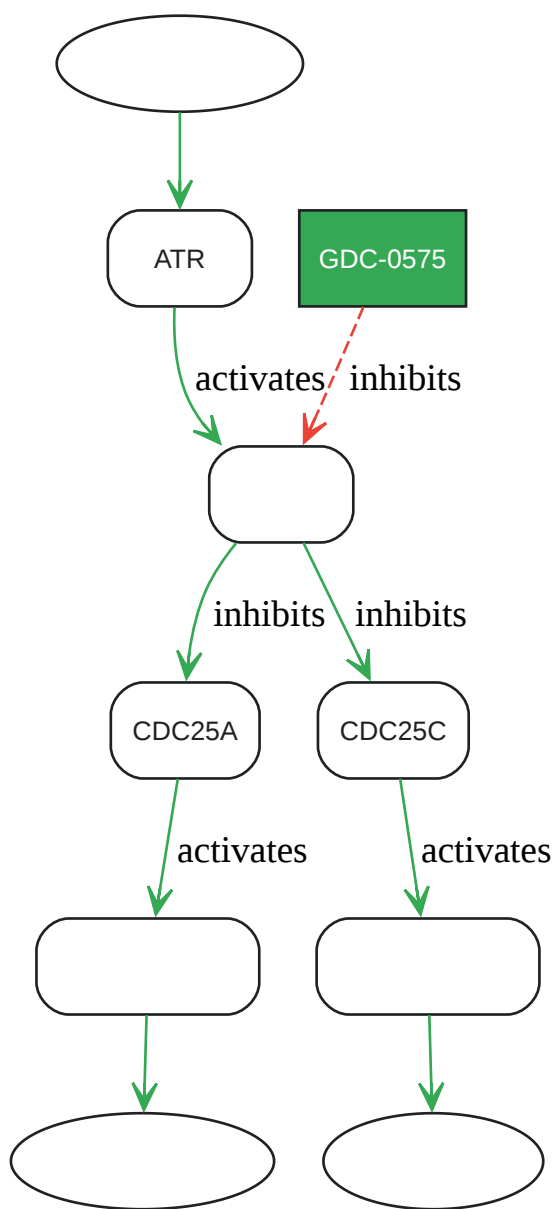 ATR
GDC-0575
activates
inhibits
inhibits
inhibits
CDC25A
CDC25C
activates
activates